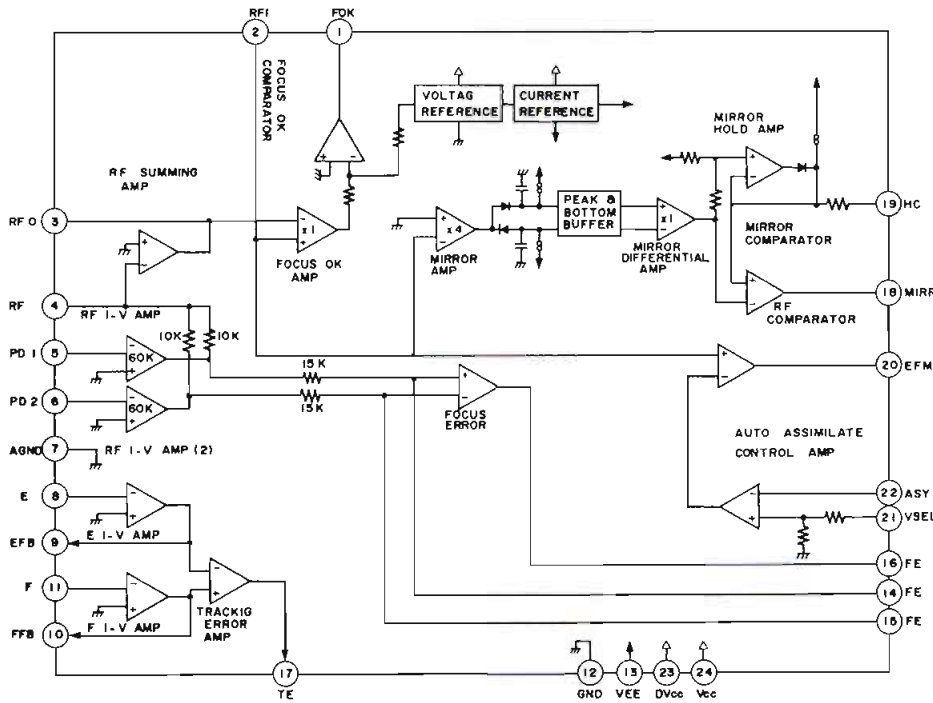 RFI
FOK
2
1
FOCUS OK
COMPARATOR
VOLTAG
REFERENCE
CURRENT
REFERENCE
+
-
RF SUMMING
AMP
MIRROR
HOLD AMP
+
-
RF O
3
-
x1
+
FOCUS OK
AMP
+
x4
-
MIRROR
AMP
PEAK &
BOTTOM
BUFFER
+
x1
-
MIRROR
DIFFERENTIAL
AMP
19
HC
MIRROR
COMPARATOR
+
-
RF
4
RF I-V AMP
10K
10K
+
-
RF
COMPARATOR
18
MIRR
PD 1
5
-
60K
+
15K
15K
+
-
FOCUS
ERROR
+
-
20
EFM
PD 2
6
-
60K
+
AGND
7
RF I-V AMP (2)
AUTO ASSIMILATE
CONTROL AMP
E
8
-
+
E I-V AMP
-
+
22
ASY
21
VSEL
EFB
9
F
11
-
+
F I-V AMP
-
+
TRACKIG
ERROR
AMP
16
FE
14
FE
15
FE
FFB
10
17
TE
12
GND
13
VEE
23
DVcc
24
Vcc